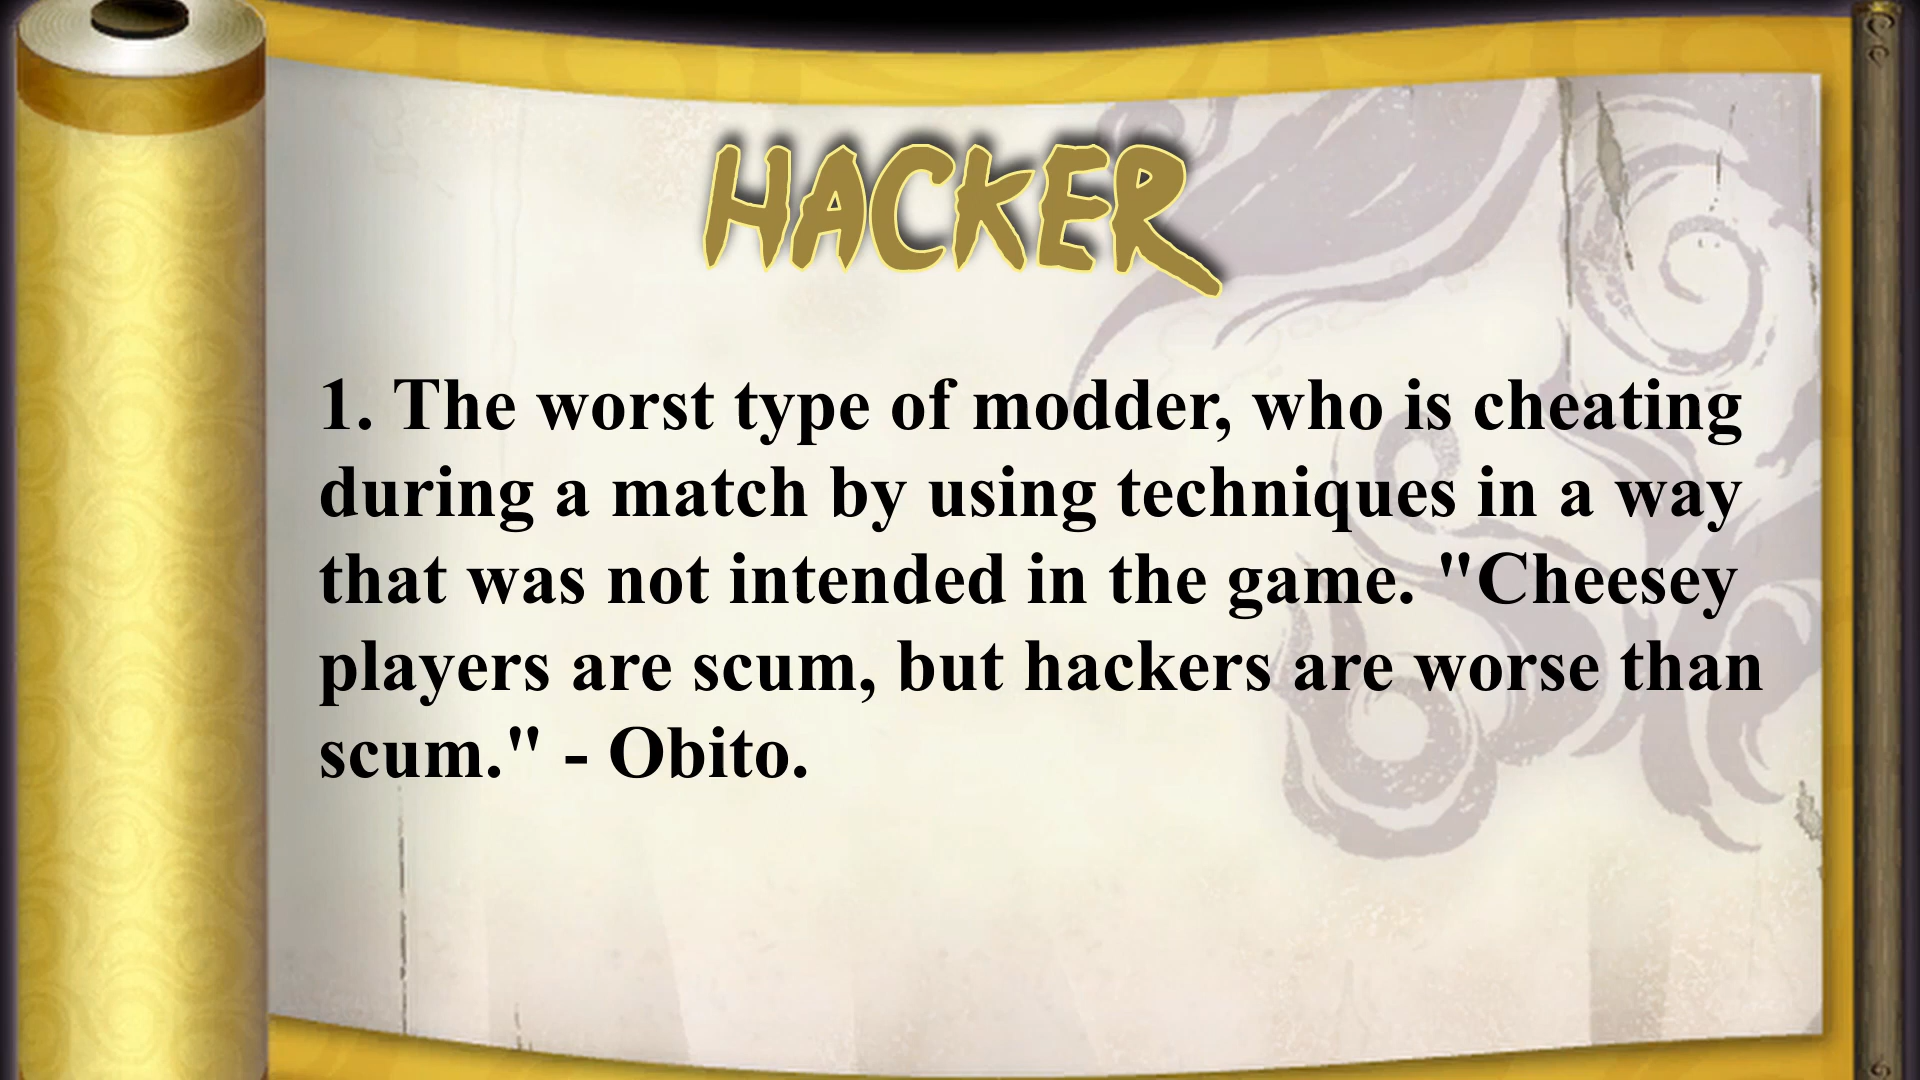 HACKER
1. The worst type of modder, who is cheating
during a match by using techniques in a way
that was not intended in the game. "Cheesey
players are scum, but hackers are worse than
scum." - Obito.